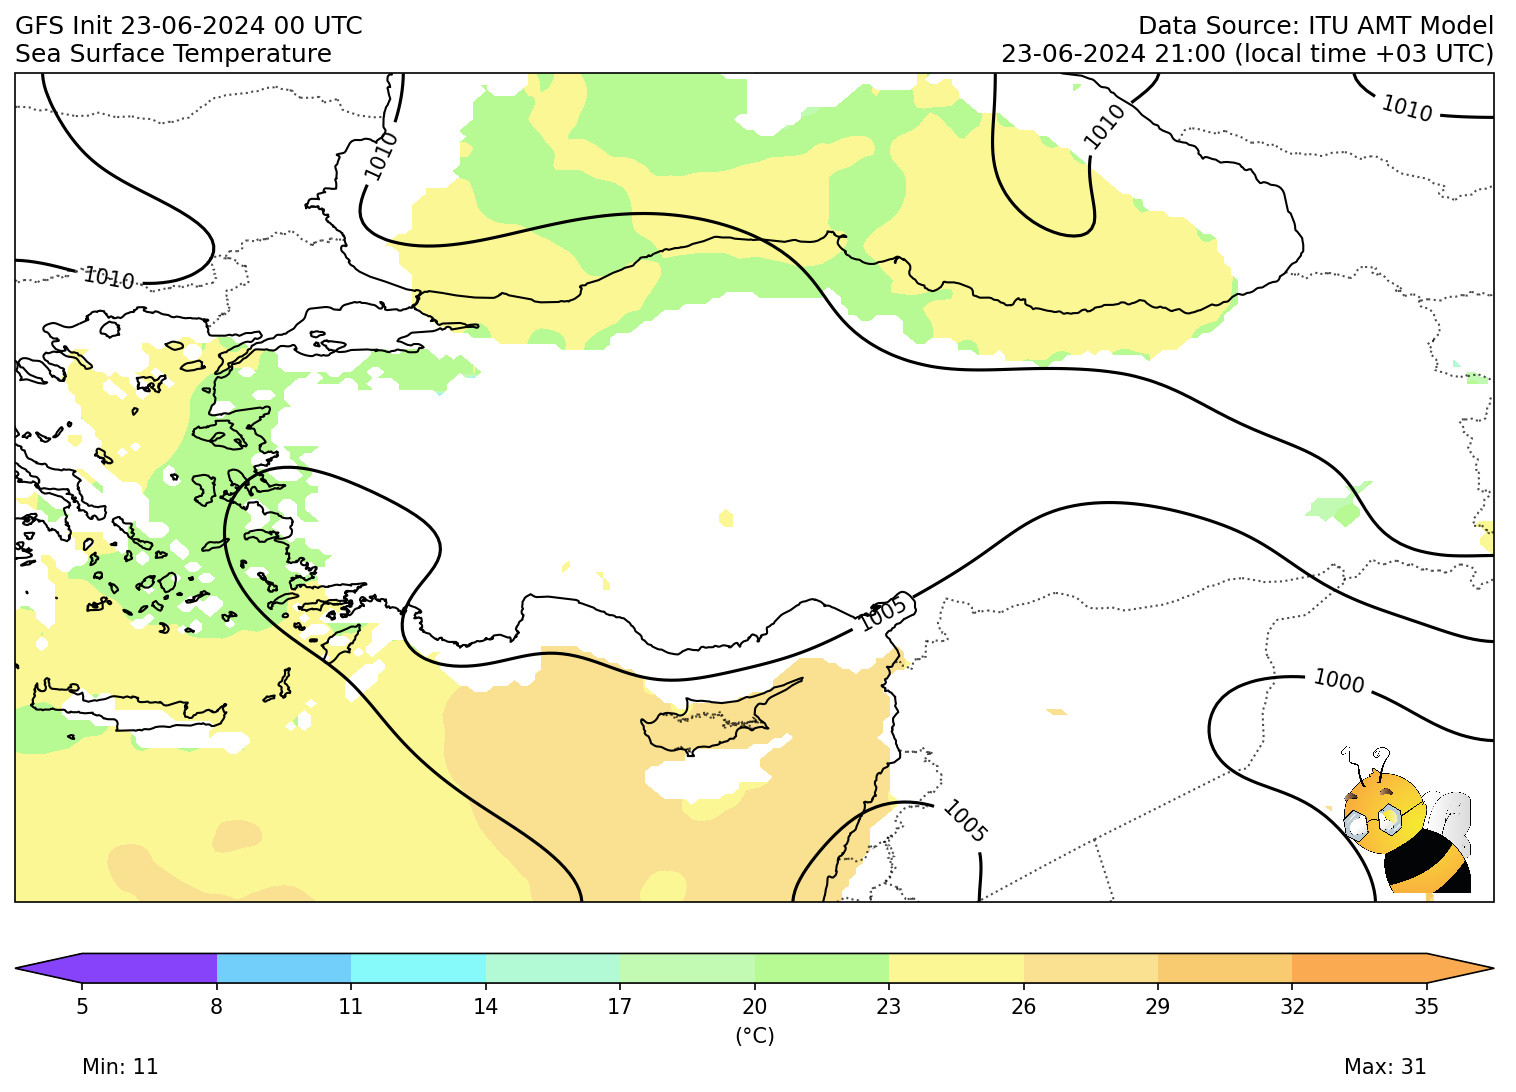 GFS Init 23-06-2024 00 UTC
Data Source: ITU AMT Model
Sea Surface Temperature
23-06-2024 21:00 (local time +03 UTC)
1010
1010
1010
1010
1005
1000
1005
5 8 11 14 17 20 23 26 29 32 35
(°C)
Min: 11
Max: 31